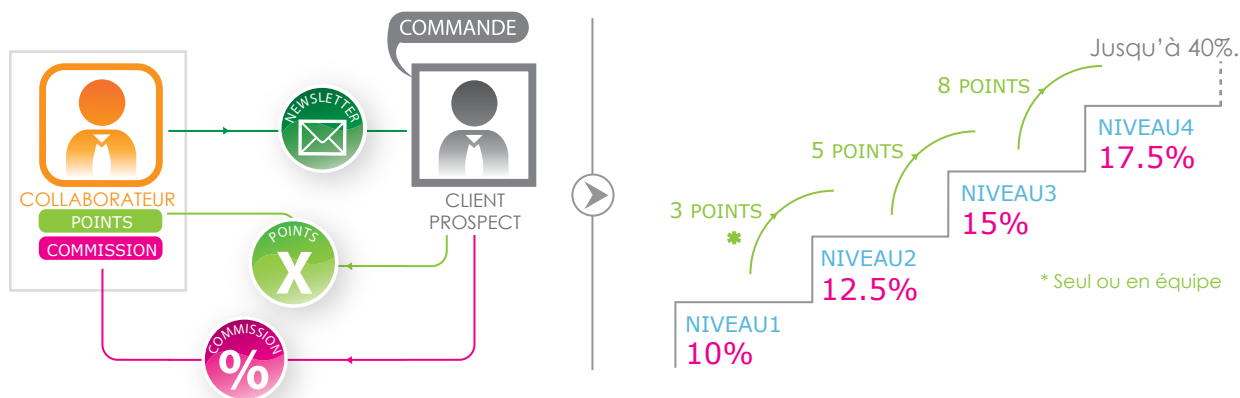 COMMANDE
NEWSLETTER
COLLABORATEUR
POINTS
COMMISSION
CLIENT
PROSPECT
POINTS
X
COMMISSION
%
Jusqu'à 40%.
8 POINTS
5 POINTS
3 POINTS
*
NIVEAU4
17.5%
NIVEAU3
15%
NIVEAU2
12.5%
* Seul ou en équipe
NIVEAU1
10%